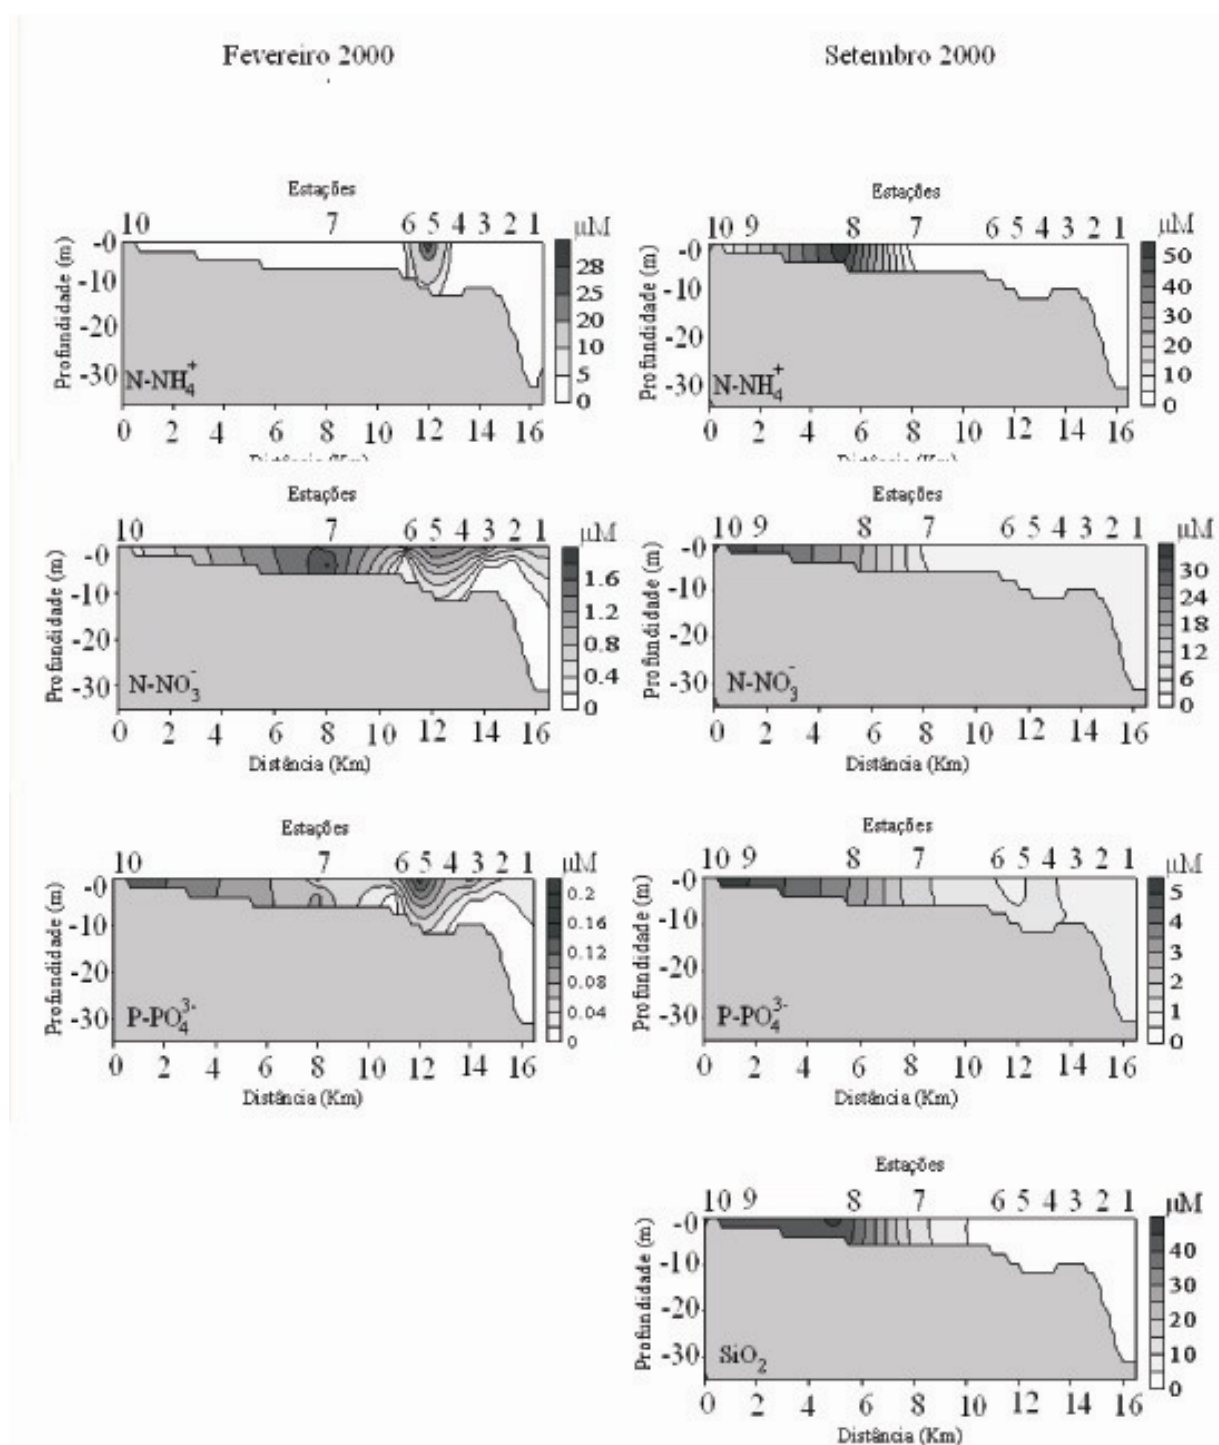 Fevereiro 2000
Setembro 2000
Estações
10 7 6 5 4 3 2 1
µM
Profundidade (m)
-0
-10
-20
-30
N-NH4+
28
25
20
10
5
0
0 2 4 6 8 10 12 14 16
Distância (Km)
Estações
10 9 8 7 6 5 4 3 2 1
µM
Profundidade (m)
-0
-10
-20
-30
N-NH4+
50
40
30
20
10
0
0 2 4 6 8 10 12 14 16
Distância (Km)
Estações
10 7 6 5 4 3 2 1
µM
Profundidade (m)
-0
-10
-20
-30
N-NO3-
1.6
1.2
0.8
0.4
0
0 2 4 6 8 10 12 14 16
Distância (Km)
Estações
10 9 8 7 6 5 4 3 2 1
µM
Profundidade (m)
-0
-10
-20
-30
N-NO3-
30
24
18
12
6
0
0 2 4 6 8 10 12 14 16
Distância (Km)
Estações
10 7 6 5 4 3 2 1
µM
Profundidade (m)
-0
-10
-20
-30
P-PO4 3-
0.2
0.16
0.12
0.08
0.04
0
0 2 4 6 8 10 12 14 16
Distância (Km)
Estações
10 9 8 7 6 5 4 3 2 1
µM
Profundidade (m)
-0
-10
-20
-30
P-PO4 3-
5
4
3
2
1
0
0 2 4 6 8 10 12 14 16
Distância (Km)
Estações
10 9 8 7 6 5 4 3 2 1
µM
Profundidade (m)
-0
-10
-20
-30
SiO2
40
30
20
10
0
0 2 4 6 8 10 12 14 16
Distância (Km)